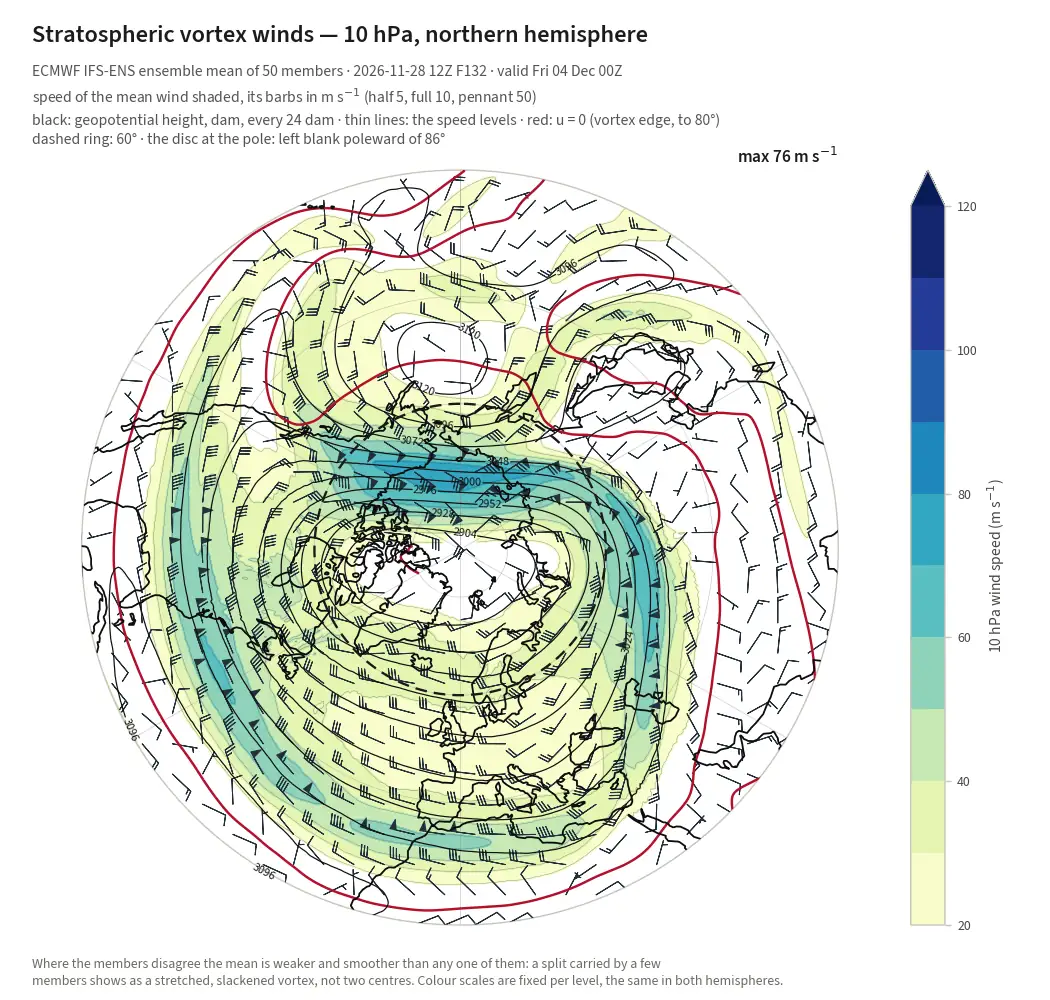 Stratospheric vortex winds — 10 hPa, northern hemisphere
ECMWF IFS-ENS ensemble mean of 50 members · 2026-11-28 12Z F132 · valid Fri 04 Dec 00Z
speed of the mean wind shaded, its barbs in m s⁻¹ (half 5, full 10, pennant 50)
black: geopotential height, dam, every 24 dam · thin lines: the speed levels · red: u = 0 (vortex edge, to 80°)
dashed ring: 60° · the disc at the pole: left blank poleward of 86°
max 76 m s⁻¹
120
100
80
60
40
20
10 hPa wind speed (m s⁻¹)
3096
3120
3120
3096
3072
3000
2976
2952
2928
2904
3096
3096
Where the members disagree the mean is weaker and smoother than any one of them: a split carried by a few
members shows as a stretched, slackened vortex, not two centres. Colour scales are fixed per level, the same in both hemispheres.